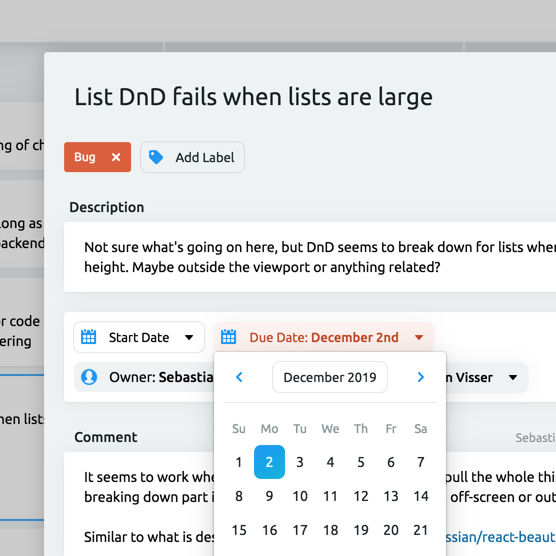 List DnD fails when lists are large
ng of ch
Bug × Add Label
Description
long as
backend
Not sure what's going on here, but DnD seems to break down for lists when
height. Maybe outside the viewport or anything related?
or code
ering
Start Date Due Date: December 2nd
Owner: Sebastia n Visser
December 2019
hen lists
Su Mo Tu We Th Fr Sa
Comment Sebasti
1 2 3 4 5 6 7
It seems to work whe pull the whole thi
8 9 10 11 12 13 14
breaking down part i off-screen or out
15 16 17 18 19 20 21
Similar to what is des ssian/react-beaut